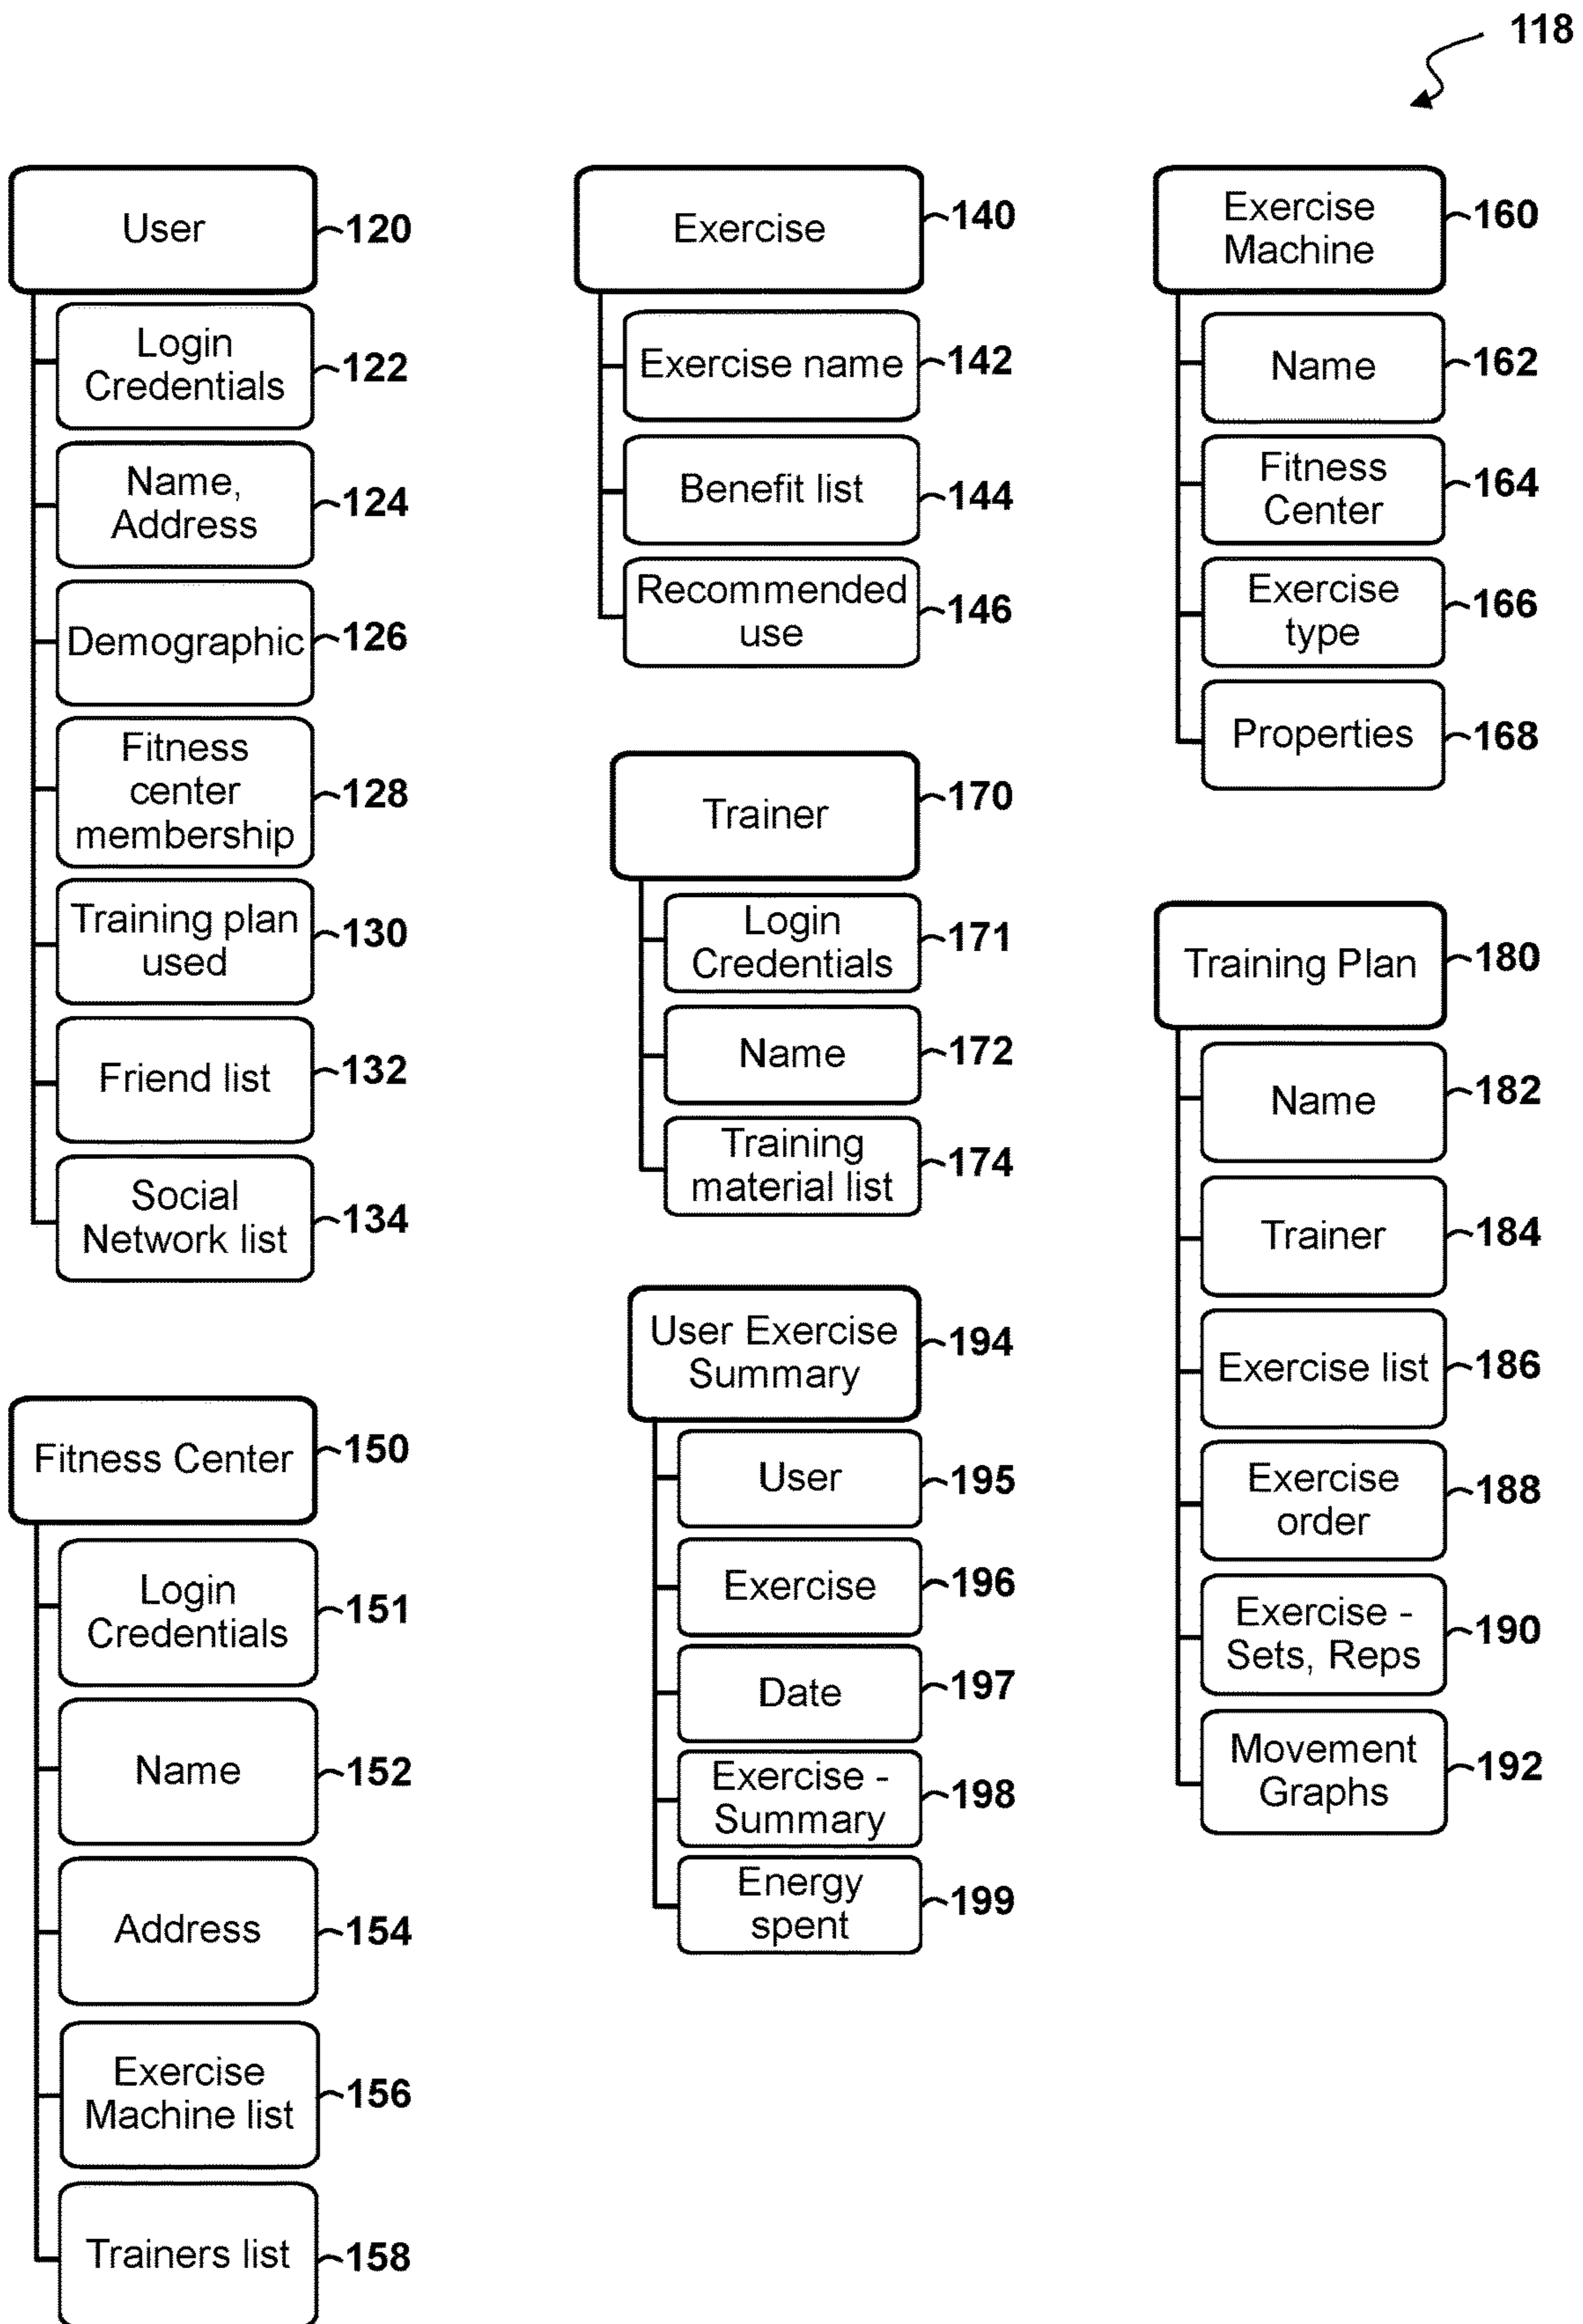 118
User
120
Login
Credentials
122
Name,
Address
124
Demographic
126
Fitness
center
membership
128
Training plan
used
130
Friend list
132
Social
Network list
134
Fitness Center
150
Login
Credentials
151
Name
152
Address
154
Exercise
Machine list
156
Trainers list
158
Exercise
140
Exercise name
142
Benefit list
144
Recommended
use
146
Trainer
170
Login
Credentials
171
Name
172
Training
material list
174
User Exercise
Summary
194
User
195
Exercise
196
Date
197
Exercise -
Summary
198
Energy
spent
199
Exercise
Machine
160
Name
162
Fitness
Center
164
Exercise
type
166
Properties
168
Training Plan
180
Name
182
Trainer
184
Exercise list
186
Exercise
order
188
Exercise -
Sets, Reps
190
Movement
Graphs
192